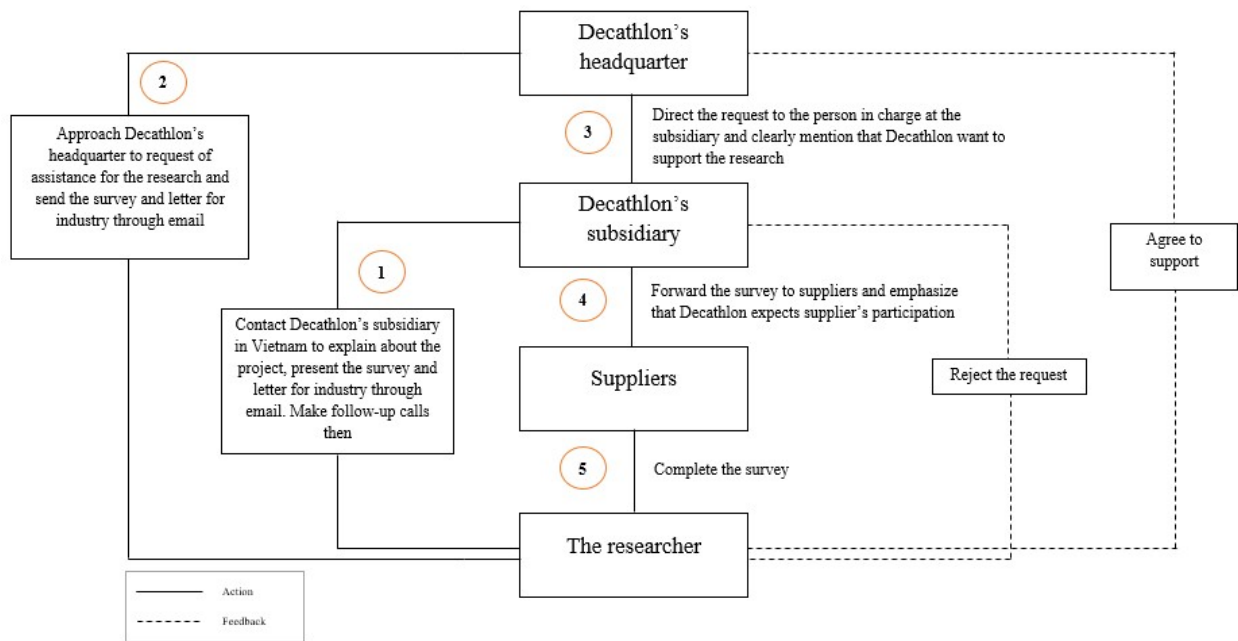 Decathlon's
headquarter
2
Approach Decathlon's
headquarter to request of
assistance for the research and
send the survey and letter for
industry through email
3
Direct the request to the person in charge at the
subsidiary and clearly mention that Decathlon want to
support the research
Decathlon's
subsidiary
Agree to
support
1
Contact Decathlon's subsidiary
in Vietnam to explain about the
project, present the survey and
letter for industry through
email. Make follow-up calls
then
4
Forward the survey to suppliers and emphasize
that Decathlon expects supplier's participation
Suppliers
Reject the request
5
Complete the survey
The researcher
Action
Feedback